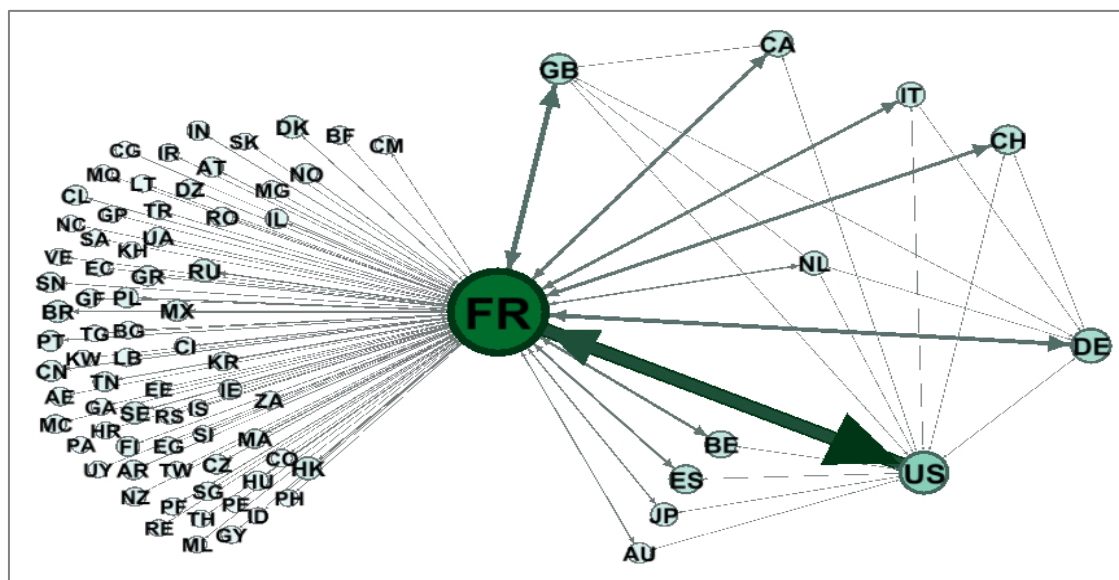 CA
GB
IT
CH
NL
DE
FR
US
BE
ES
JP
AU
IN
SK
DK
BF
CM
CG
IR
AT
NO
MQ
LT
DZ
MG
CL
GP
TR
RO
IL
NC
SA
KH
UA
VE
EC
GR
RU
SN
GF
PL
BR
MX
PT
TG
BG
CI
KW
LB
KR
CN
TN
AE
EE
IE
GA
SE
RS
IS
ZA
MC
HR
PA
FI
EG
SI
MA
UY
AR
TW
CZ
CO
HK
NZ
SG
HU
PF
PE
PH
RE
TH
ID
ML
GY